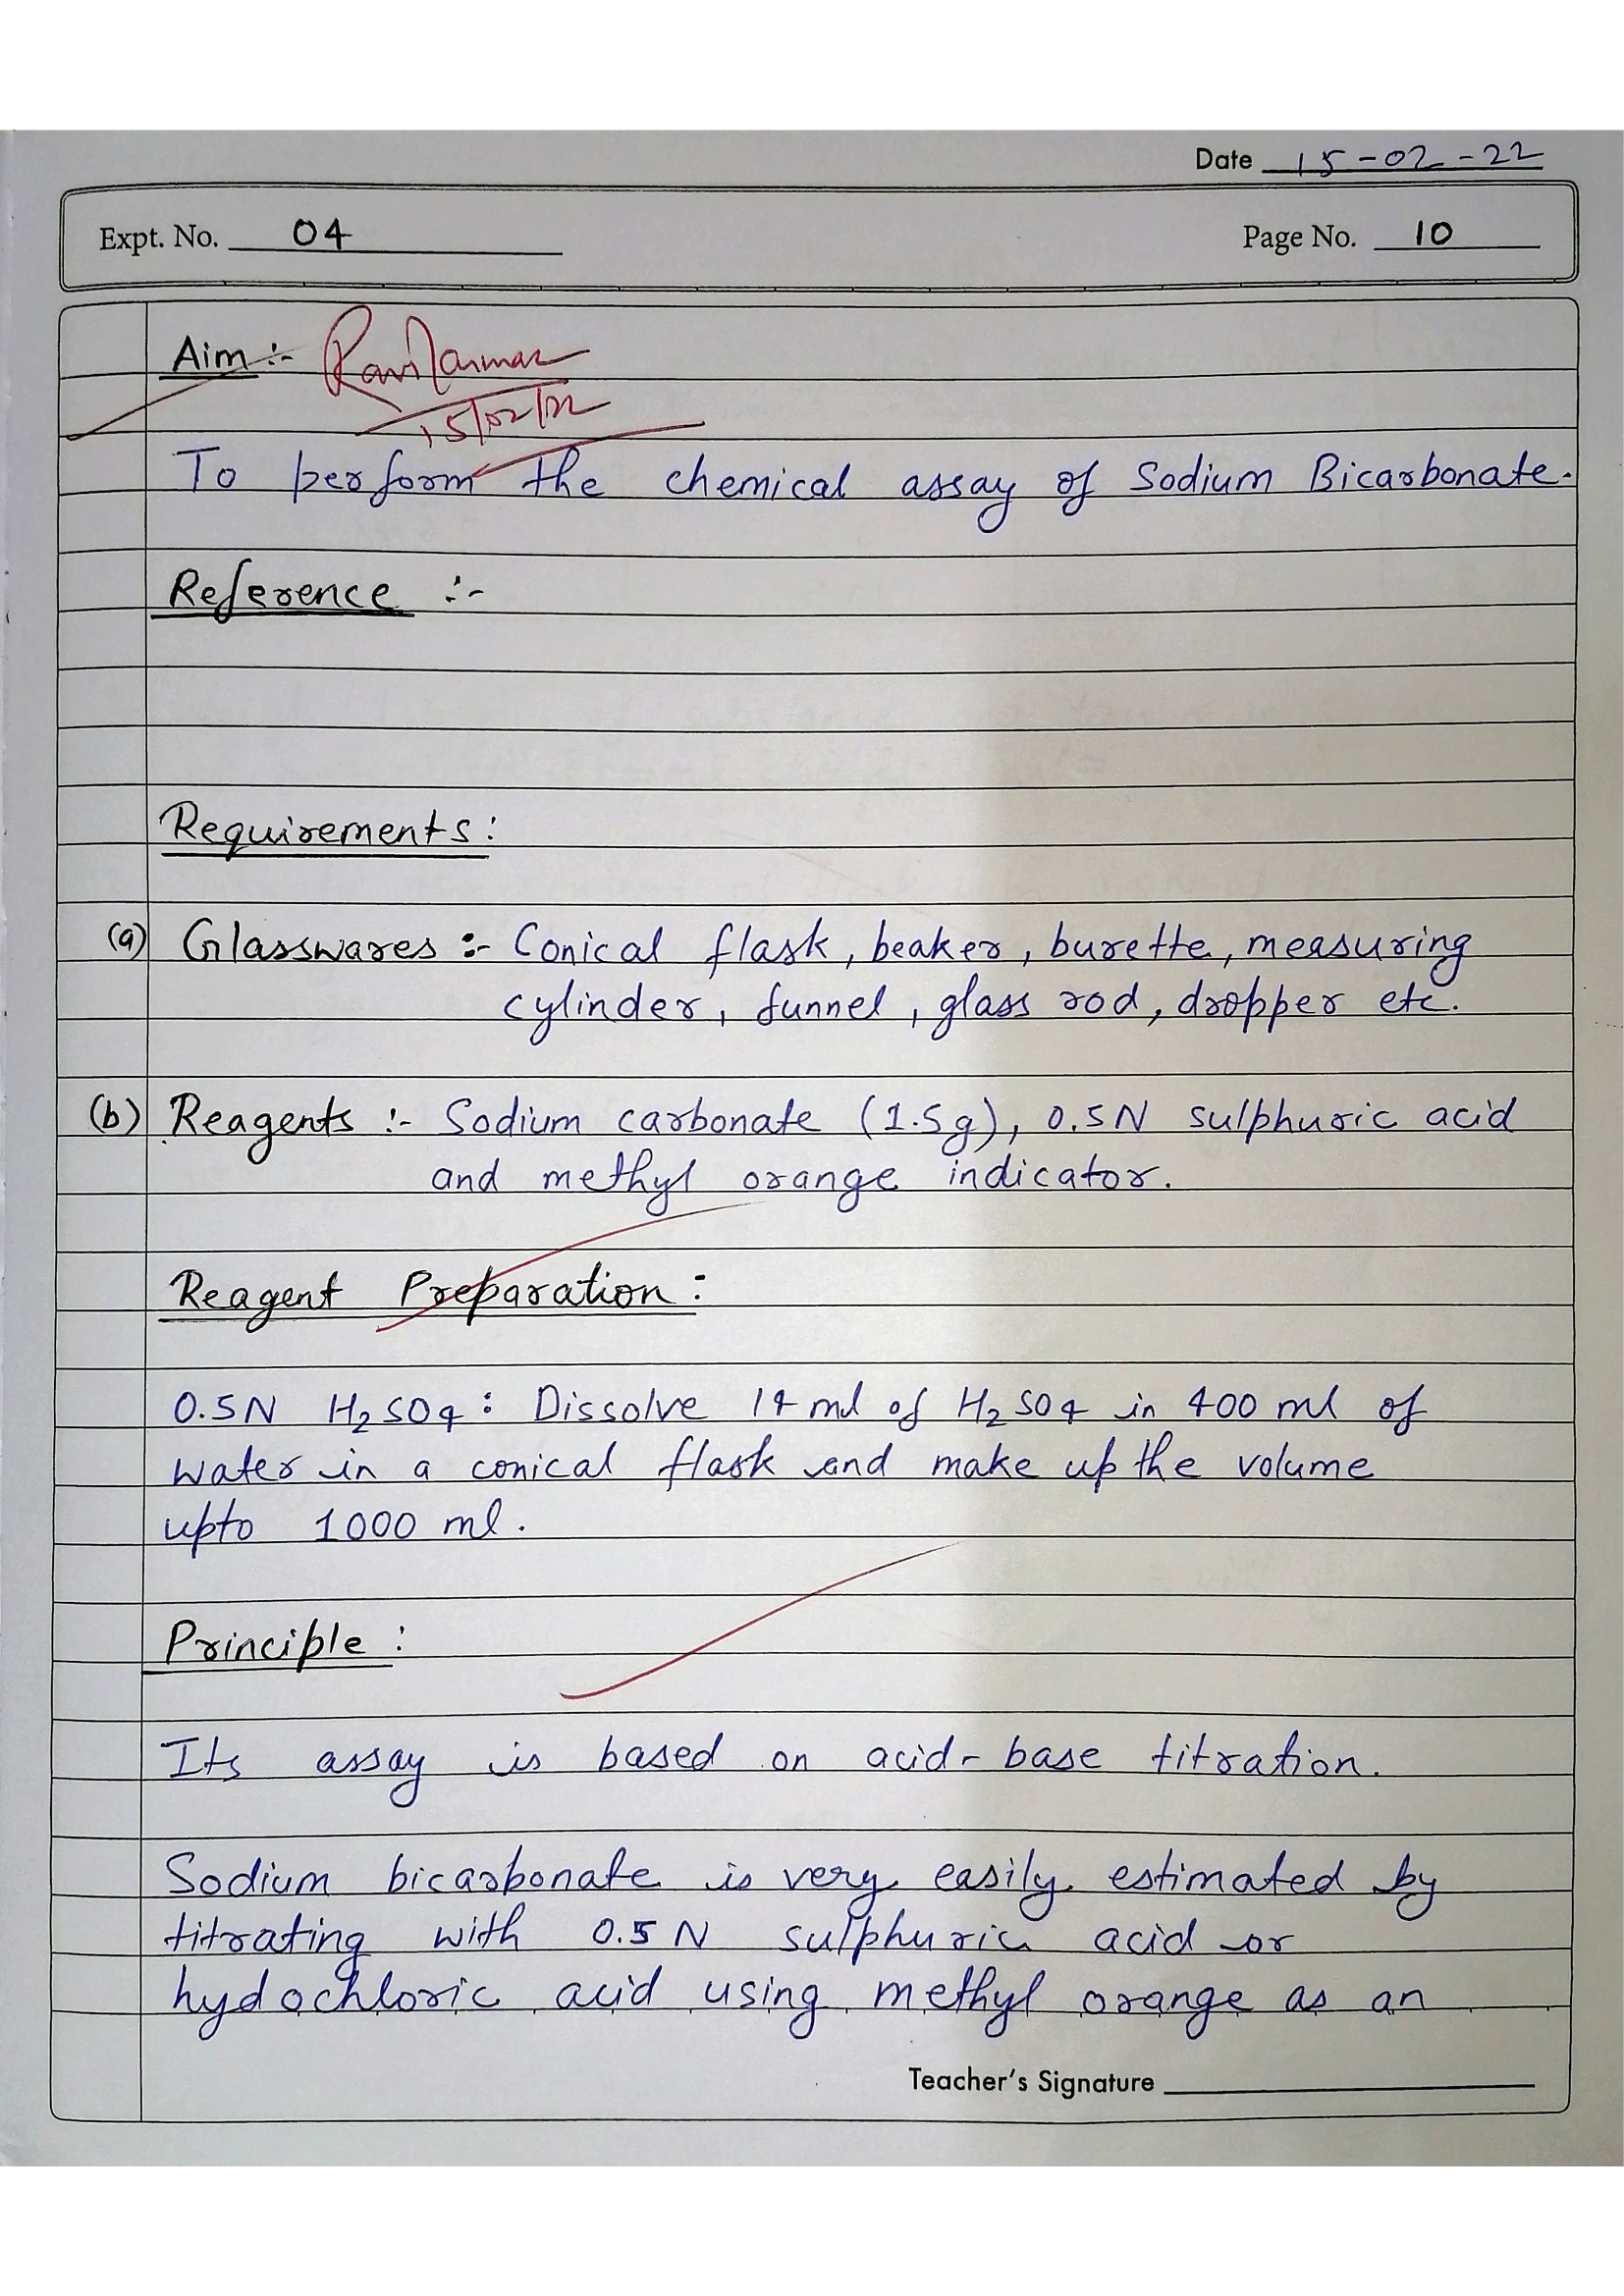 Date 15-02-22
Expt. No. 04 Page No. 10
Aim :-
15/02/22
To perform the chemical assay of Sodium Bicarbonate.
Reference :-
Requirements:
(a) Glasswares :- Conical flask, beaker, burette, measuring
cylinder, funnel, glass rod, dropper etc.
(b) Reagents :- Sodium carbonate (1.5g), 0.5N sulphuric acid
and methyl orange indicator.
Reagent Preparation:
0.5N H2SO4: Dissolve 14 ml of H2SO4 in 400 ml of
water in a conical flask and make up the volume
upto 1000 ml.
Principle :
Its assay is based on acid-base titration.
Sodium bicarbonate is very easily estimated by
titrating with 0.5 N sulphuric acid or
hydochloric acid using methyl orange as an
Teacher's Signature